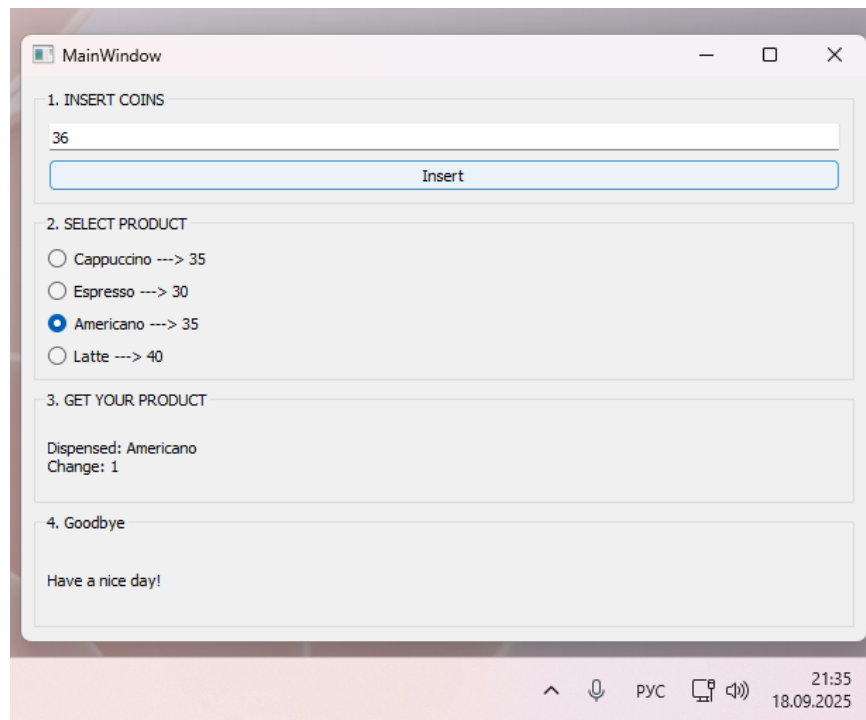 MainWindow
1. INSERT COINS
36
Insert
2. SELECT PRODUCT
Cappuccino ---> 35
Espresso ---> 30
Americano ---> 35
Latte ---> 40
3. GET YOUR PRODUCT
Dispensed: Americano
Change: 1
4. Goodbye
Have a nice day!
РУС
21:35
18.09.2025